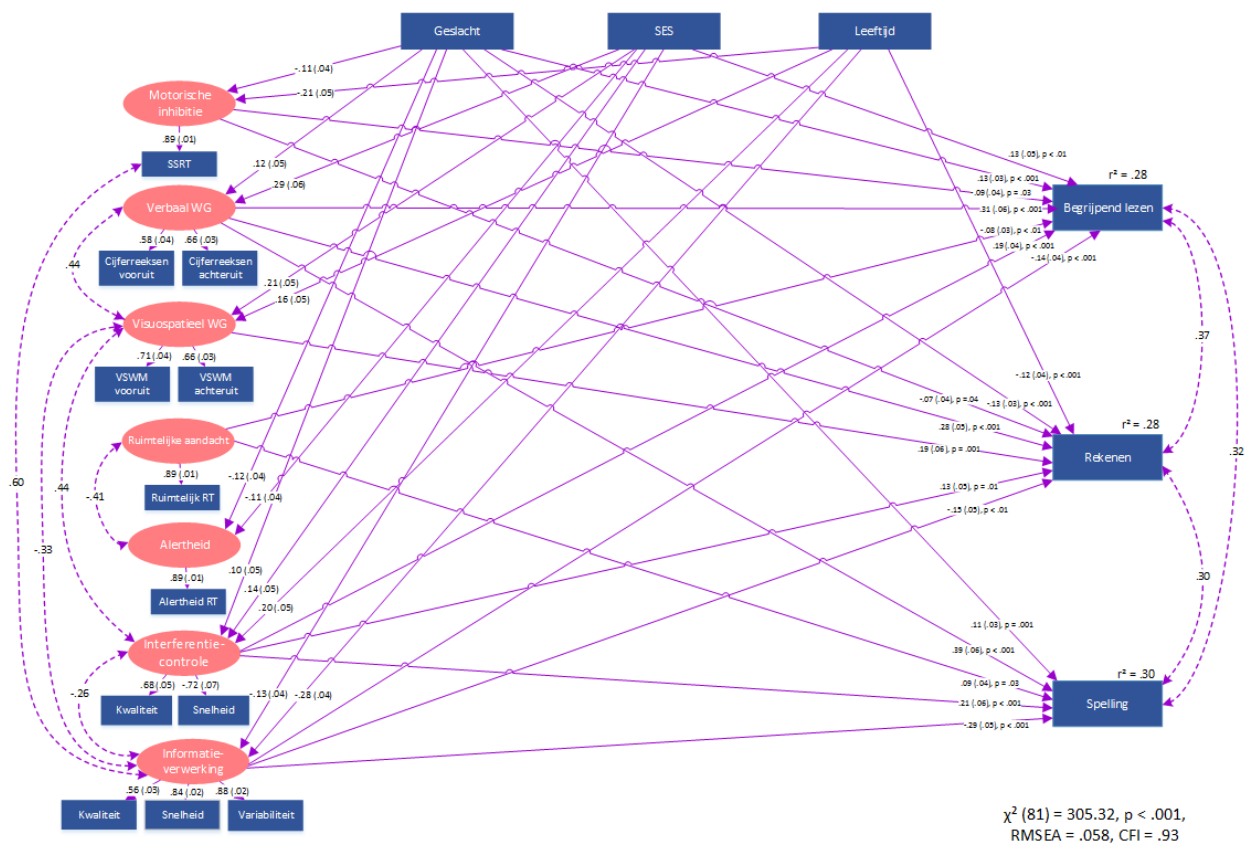 Geslacht
SES
Leeftijd
-.11 (.04)
-.21 (.05)
Motorische
inhibitie
.89 (.01)
SSRT
.12 (.05)
.29 (.06)
Verbaal WG
.58 (.04)
.66 (.03)
Cijferreeksen
vooruit
Cijferreeksen
achteruit
.44
.21 (.05)
.16 (.05)
Visuospatieel WG
.71 (.04)
.66 (.03)
VSWM
vooruit
VSWM
achteruit
Ruimtelijke aandacht
.89 (.01)
Ruimtelijk RT
.60
-.33
.44
-.41
-.12 (.04)
-.11 (.04)
Alertheid
.89 (.01)
Alertheid RT
.10 (.05)
.14 (.05)
.20 (.05)
Interferentie-
controle
.68 (.05)
-.72 (.07)
Kwaliteit
Snelheid
-.26
-.13 (.04)
-.28 (.04)
Informatie-
verwerking
.56 (.03)
.84 (.02)
.88 (.02)
Kwaliteit
Snelheid
Variabiliteit
.13 (.05), p < .01
.13 (.03), p < .001
.09 (.04), p = .03
.31 (.06), p < .001
-.08 (.03), p < .01
.19 (.04), p < .001
-.14 (.04), p < .001
r² = .28
Begrijpend lezen
.37
.32
-.12 (.04), p < .001
-.07 (.04), p = .04
-.13 (.03), p < .001
.28 (.05), p < .001
.19 (.06), p = .001
.13 (.05), p = .01
-.15 (.05), p < .01
r² = .28
Rekenen
.30
.11 (.03), p = .001
.39 (.06), p < .001
.09 (.04), p = .03
.21 (.06), p < .001
-.29 (.05), p < .001
r² = .30
Spelling
χ² (81) = 305.32, p < .001,
RMSEA = .058, CFI = .93